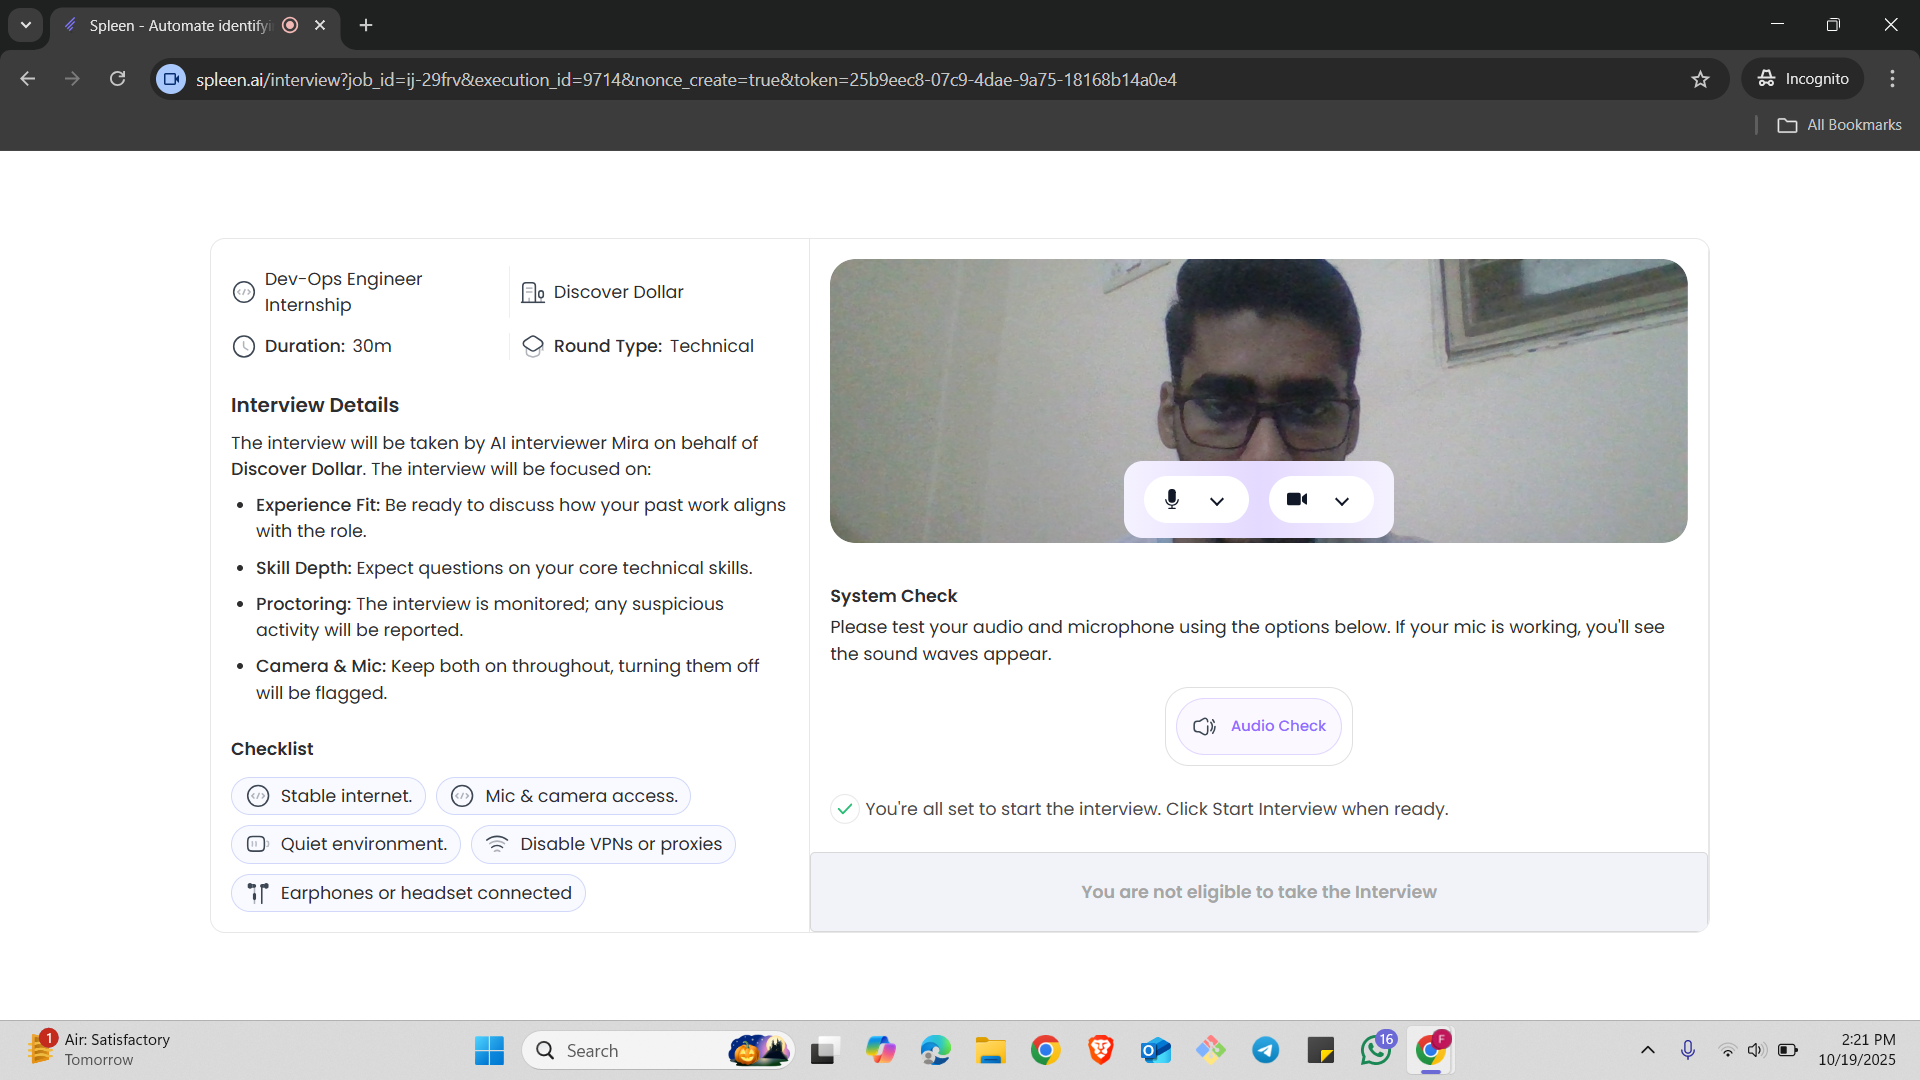 Spleen - Automate identifyi
spleen.ai/interview?job_id=ij-29frv&execution_id=9714&nonce_create=true&token=25b9eec8-07c9-4dae-9a75-18168b14a0e4
Incognito
All Bookmarks
Dev-Ops Engineer
Internship
Discover Dollar
Duration: 30m
Round Type: Technical
Interview Details
The interview will be taken by AI interviewer Mira on behalf of
Discover Dollar. The interview will be focused on:
• Experience Fit: Be ready to discuss how your past work aligns
with the role.
• Skill Depth: Expect questions on your core technical skills.
• Proctoring: The interview is monitored; any suspicious
activity will be reported.
• Camera & Mic: Keep both on throughout, turning them off
will be flagged.
Checklist
Stable internet.
Mic & camera access.
Quiet environment.
Disable VPNs or proxies
Earphones or headset connected
System Check
Please test your audio and microphone using the options below. If your mic is working, you'll see
the sound waves appear.
Audio Check
You're all set to start the interview. Click Start Interview when ready.
You are not eligible to take the Interview
1
Air: Satisfactory
Tomorrow
Search
16
F
2:21 PM
10/19/2025